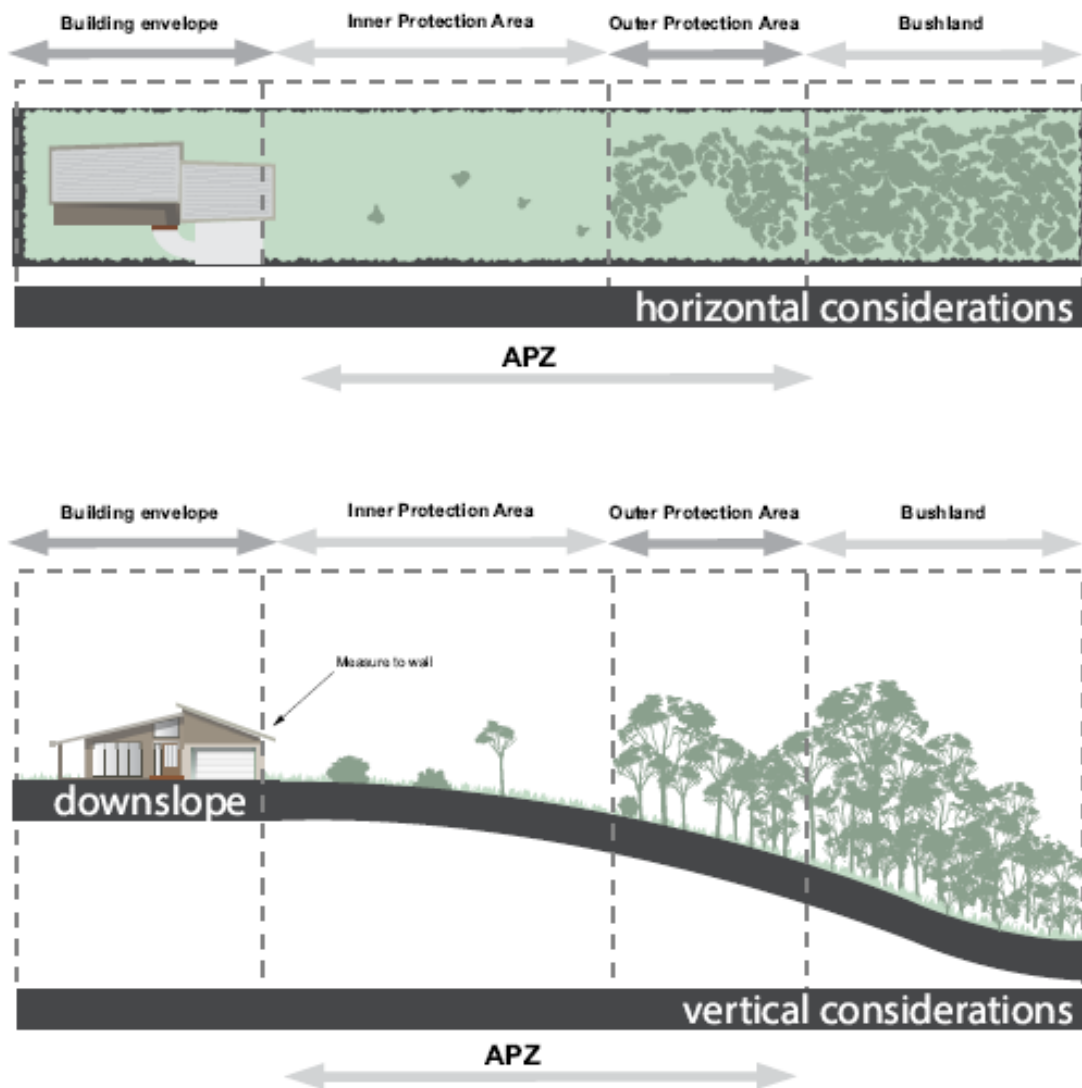 Building envelope
Inner Protection Area
Outer Protection Area
Bushland
horizontal considerations
APZ
Building envelope
Inner Protection Area
Outer Protection Area
Bushland
Measure to wall
downslope
vertical considerations
APZ